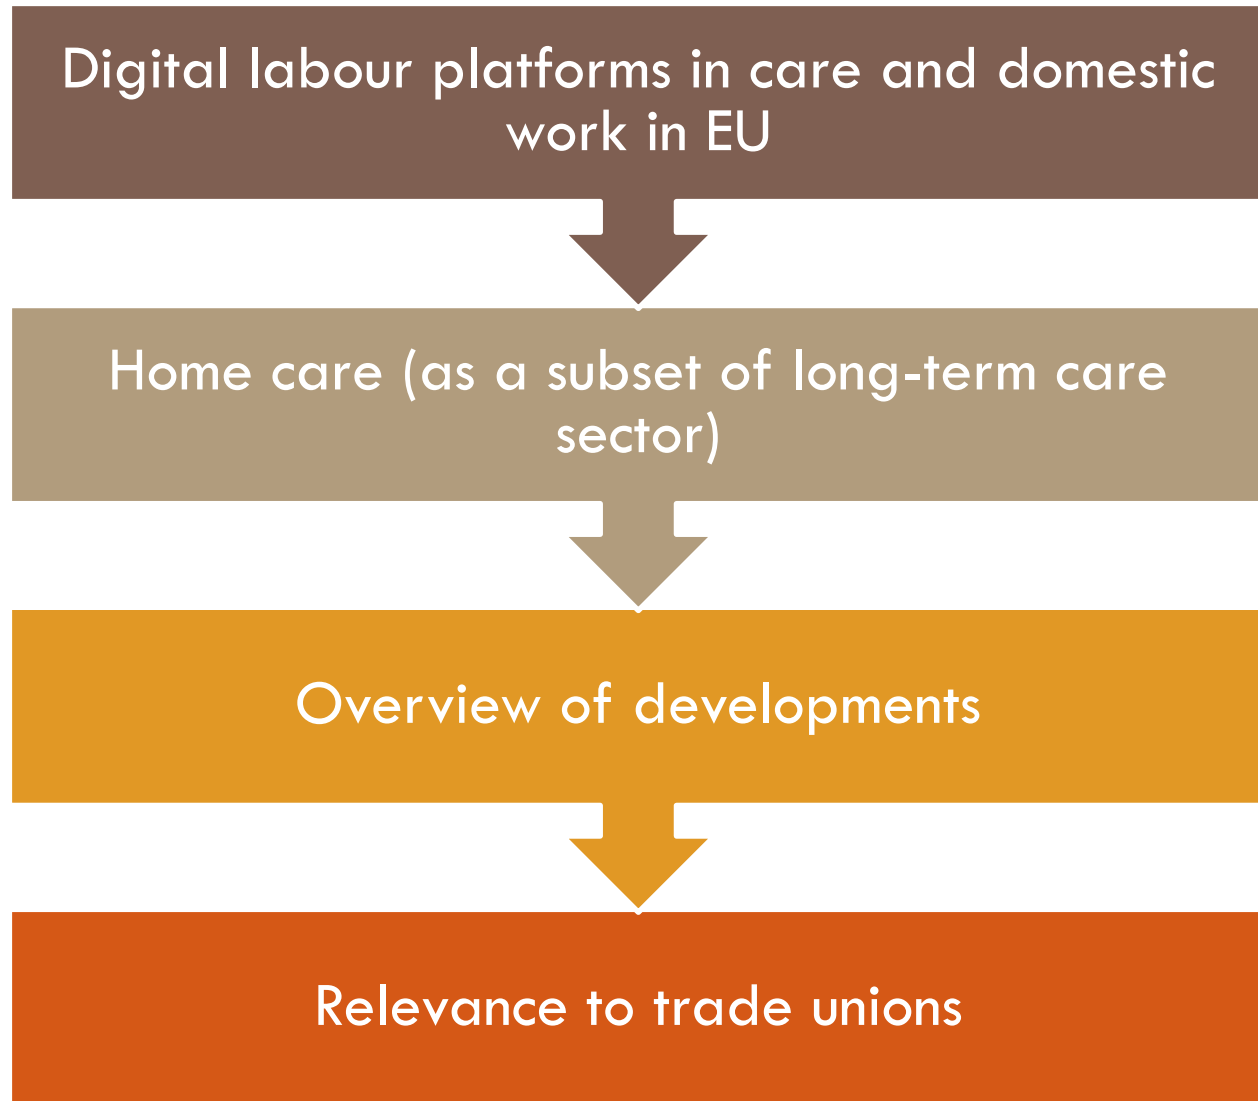 Digital labour platforms in care and domestic
work in EU
Home care (as a subset of long-term care
sector)
Overview of developments
Relevance to trade unions